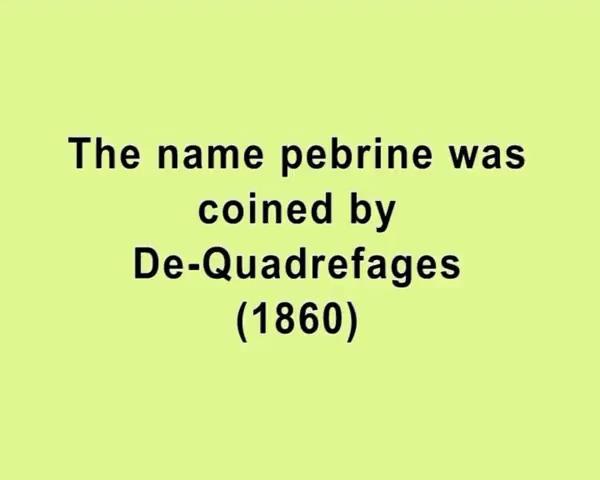 The name pebrine was
coined by
De-Quadrefages
(1860)